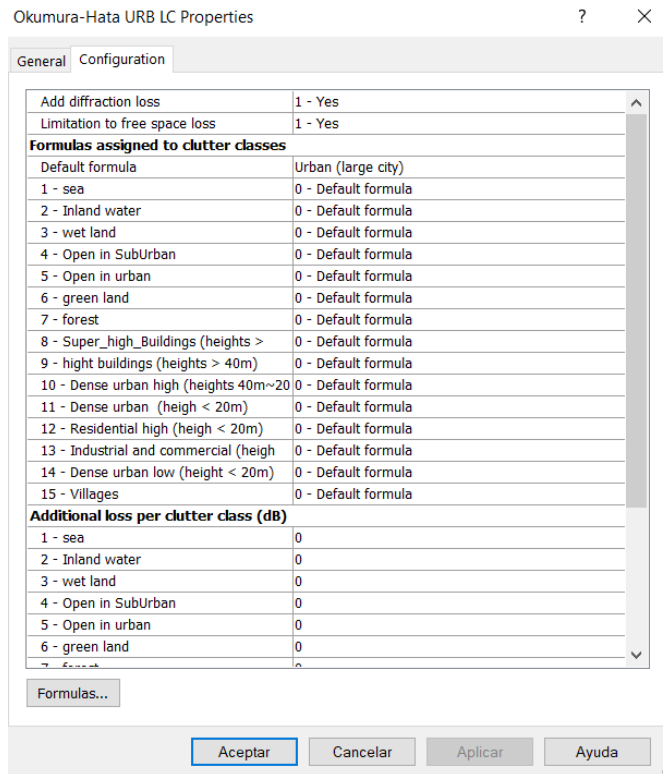 Okumura-Hata URB LC Properties ? ×
General Configuration
Add diffraction loss 1 - Yes
Limitation to free space loss 1 - Yes
Formulas assigned to clutter classes
Default formula Urban (large city)
1 - sea 0 - Default formula
2 - Inland water 0 - Default formula
3 - wet land 0 - Default formula
4 - Open in SubUrban 0 - Default formula
5 - Open in urban 0 - Default formula
6 - green land 0 - Default formula
7 - forest 0 - Default formula
8 - Super_high_Buildings (heights > 0 - Default formula
9 - hight buildings (heights > 40m) 0 - Default formula
10 - Dense urban high (heights 40m~20 0 - Default formula
11 - Dense urban (heigh < 20m) 0 - Default formula
12 - Residential high (heigh < 20m) 0 - Default formula
13 - Industrial and commercial (heigh 0 - Default formula
14 - Dense urban low (height < 20m) 0 - Default formula
15 - Villages 0 - Default formula
Additional loss per clutter class (dB)
1 - sea 0
2 - Inland water 0
3 - wet land 0
4 - Open in SubUrban 0
5 - Open in urban 0
6 - green land 0
7 - forest 0
Formulas...
Aceptar Cancelar Aplicar Ayuda